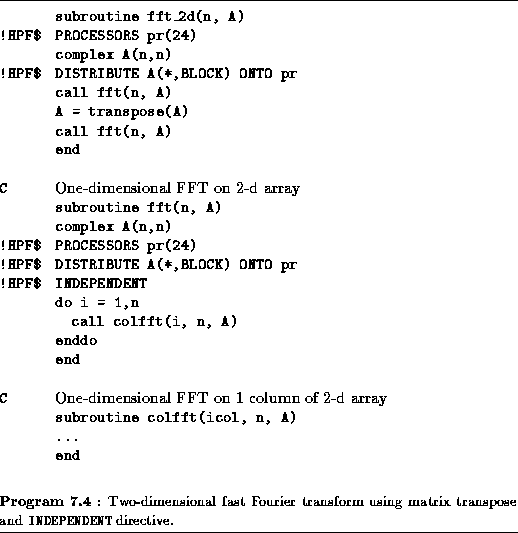 subroutine fft_2d(n, A)
!HPF$ PROCESSORS pr(24)
complex A(n,n)
!HPF$ DISTRIBUTE A(*,BLOCK) ONTO pr
call fft(n, A)
A = transpose(A)
call fft(n, A)
end
C One-dimensional FFT on 2-d array
subroutine fft(n, A)
complex A(n,n)
!HPF$ PROCESSORS pr(24)
!HPF$ DISTRIBUTE A(*,BLOCK) ONTO pr
!HPF$ INDEPENDENT
do i = 1,n
call colfft(i, n, A)
enddo
end
C One-dimensional FFT on 1 column of 2-d array
subroutine colfft(icol, n, A)
...
end
Program 7.4 : Two-dimensional fast Fourier transform using matrix transpose
and INDEPENDENT directive.